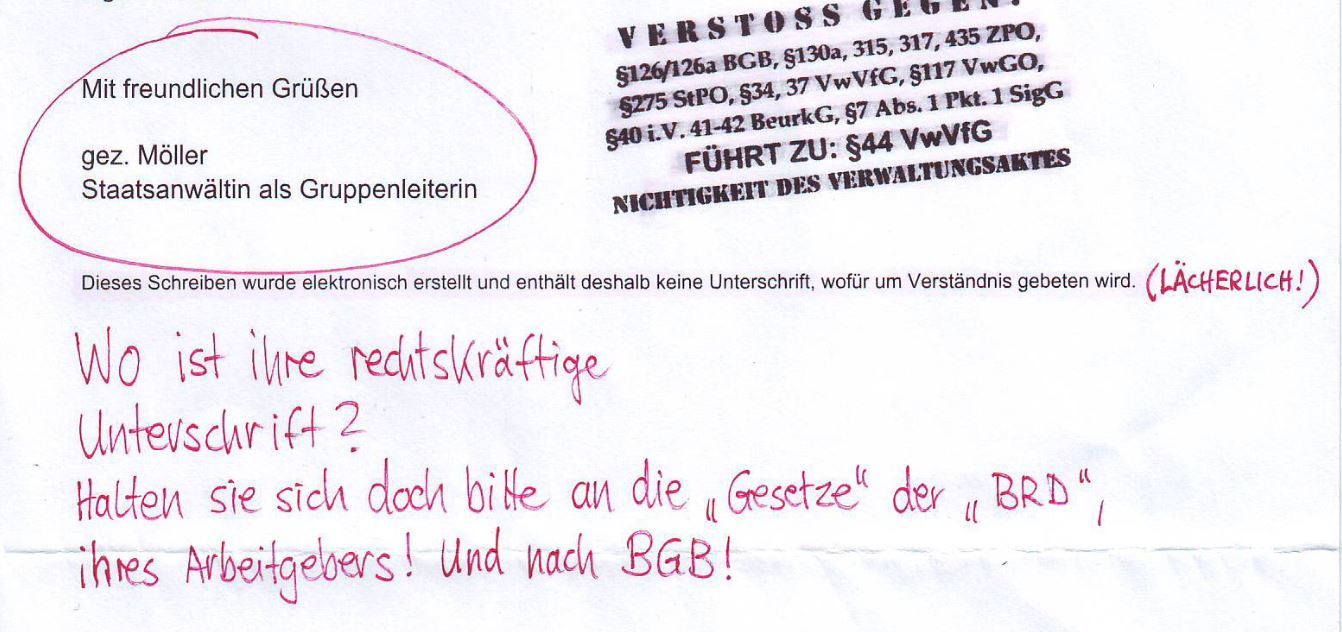 Mit freundlichen Grüßen
gez. Möller
Staatsanwältin als Gruppenleiterin
VERSTOSS GEGEN:
§126/126a BGB, §130a, 315, 317, 435 ZPO,
§275 StPO, §34, 37 VwVfG, §117 VwGO,
§40 i.V. 41-42 BeurkG, §7 Abs. 1 Pkt. 1 SigG
FÜHRT ZU: §44 VwVfG
NICHTIGKEIT DES VERWALTUNGSAKTES
Dieses Schreiben wurde elektronisch erstellt und enthält deshalb keine Unterschrift, wofür um Verständnis gebeten wird. (LÄCHERLICH!)
Wo ist ihre rechtskräftige
Unterschrift?
Halten sie sich doch bitte an die „Gesetze“ der „BRD“,
ihres Arbeitgebers! Und nach BGB!